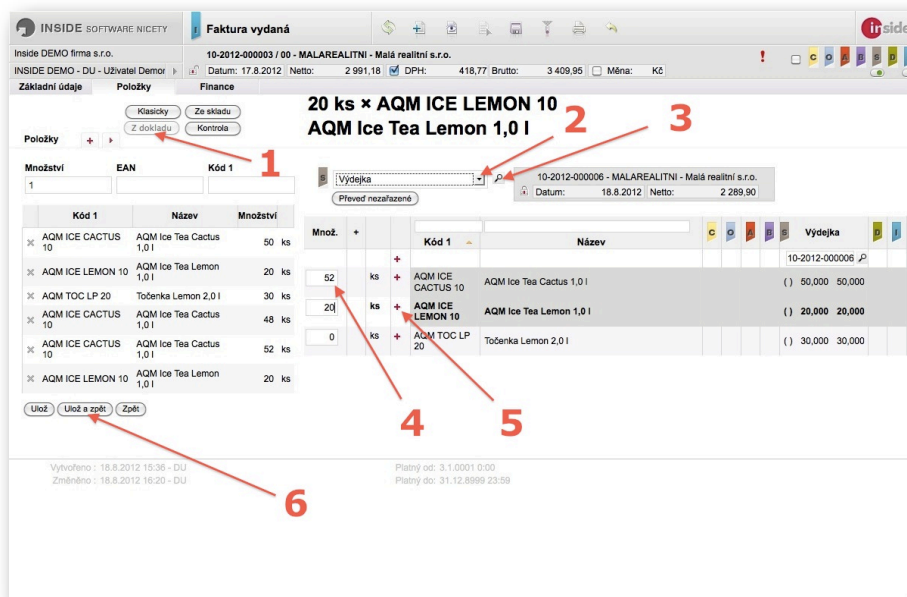 INSIDE SOFTWARE NICETY
Faktura vydaná
inside
Inside DEMO firma s.r.o.
10-2012-000003 / 00 - MALAREALITNI - Malá realitní s.r.o.
! C O A B S D
INSIDE DEMO - DU - Uživatel Demor
Datum: 17.8.2012 Netto: 2 991,18 DPH: 418,77 Brutto: 3 409,95 Měna: Kč
Základní údaje Položky Finance
Klasicky Ze skladu
Z dokladu Kontrola
Položky + 
20 ks × AQM ICE LEMON 10
AQM Ice Tea Lemon 1,0 l
1
2
3
Množství EAN Kód 1
1
S Výdejka
10-2012-000006 - MALAREALITNI - Malá realitní s.r.o.
Datum: 18.8.2012 Netto: 2 289,90
Převeď nezařazené
Kód 1 Název Množství
AQM ICE CACTUS 10 AQM Ice Tea Cactus 1,0 l 50 ks
AQM ICE LEMON 10 AQM Ice Tea Lemon 1,0 l 20 ks
AQM TOC LP 20 Točenka Lemon 2,0 l 30 ks
AQM ICE CACTUS 10 AQM Ice Tea Cactus 1,0 l 48 ks
AQM ICE CACTUS 10 AQM Ice Tea Cactus 1,0 l 52 ks
AQM ICE LEMON 10 AQM Ice Tea Lemon 1,0 l 20 ks
Množ. + Kód 1 Název C O A B S Výdejka D I
+ 10-2012-000006
52 ks + AQM ICE CACTUS 10 AQM Ice Tea Cactus 1,0 l ( ) 50,000 50,000
20 ks + AQM ICE LEMON 10 AQM Ice Tea Lemon 1,0 l ( ) 20,000 20,000
0 ks + AQM TOC LP 20 Točenka Lemon 2,0 l ( ) 30,000 30,000
Ulož Ulož a zpět Zpět
4
5
6
Vytvořeno : 18.8.2012 15:36 - DU
Změněno : 18.8.2012 16:20 - DU
Platný od: 3.1.0001 0:00
Platný do: 31.12.8999 23:59